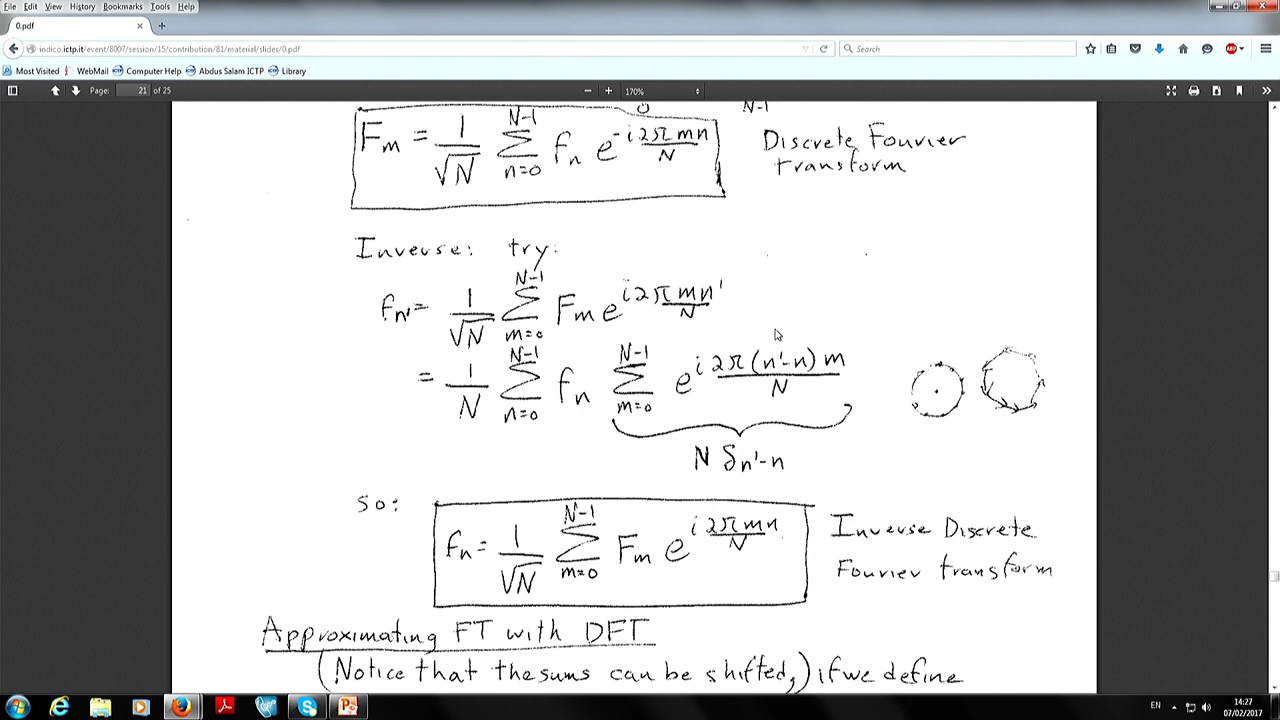 File Edit View History Bookmarks Tools Help
0.pdf × +
indico.ictp.it/event/8007/session/15/contribution/81/material/slides/0.pdf Search
Most Visited WebMail Computer Help Abdus Salam ICTP Library
Page: 21 of 25 − + 170%
F_m = 1/√N Σ_{n=0}^{N-1} f_n e^{-i2πmn/N} Discrete Fourier
transform
Inverse: try:
f_{n'} = 1/√N Σ_{m=0}^{N-1} F_m e^{i2πmn'/N}
= 1/N Σ_{n=0}^{N-1} f_n Σ_{m=0}^{N-1} e^{i2π(n'-n)m/N}
N δ_{n'-n}
So:
f_n = 1/√N Σ_{m=0}^{N-1} F_m e^{i2πmn/N} Inverse Discrete
Fourier transform
Approximating FT with DFT
(Notice that the sums can be shifted,) if we define
EN 14:27
07/02/2017